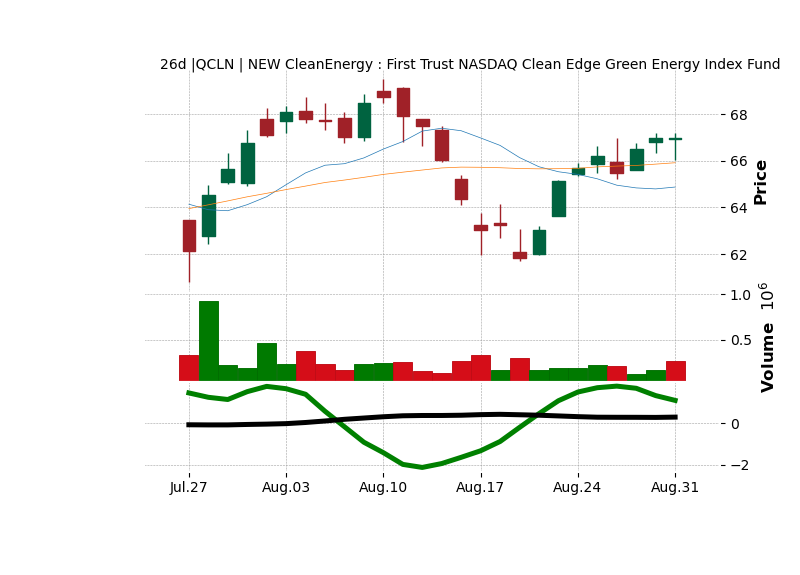 26d |QCLN | NEW CleanEnergy : First Trust NASDAQ Clean Edge Green Energy Index Fund
68
66
64
62
Price
1.0
0.5
Volume 10^6
0
−2
Jul.27 Aug.03 Aug.10 Aug.17 Aug.24 Aug.31